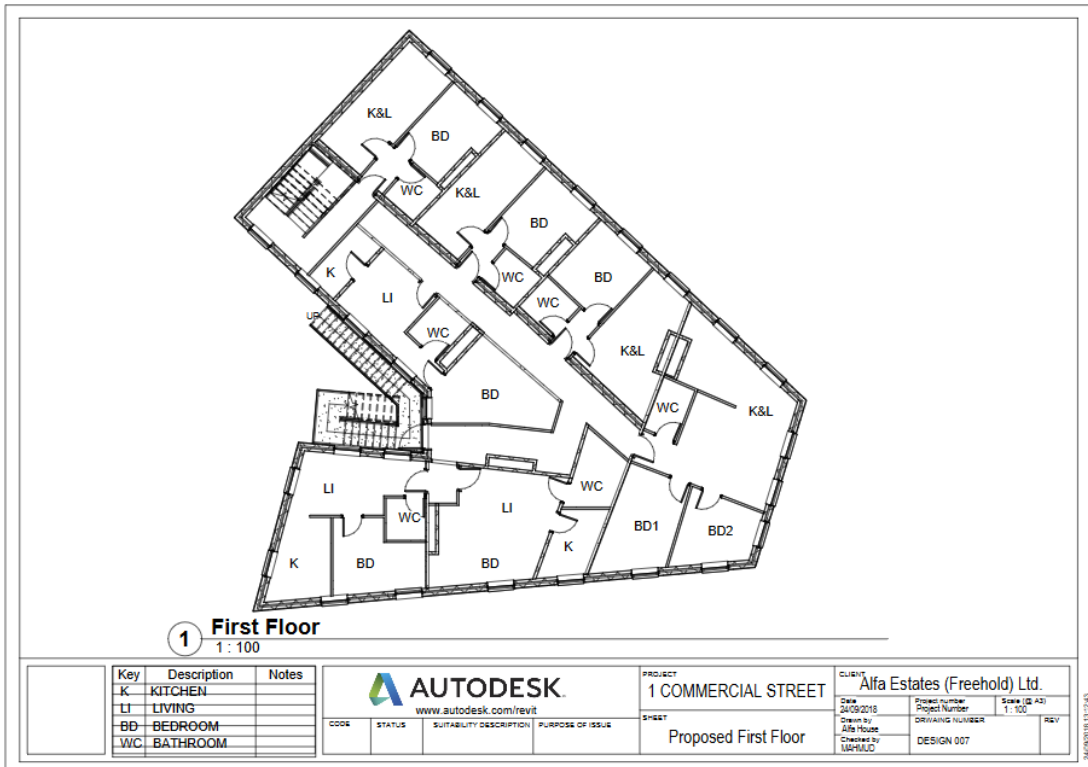 K&L
BD
WC
K&L
BD
K
LI
WC
BD
WC
UP
WC
K&L
BD
WC
K&L
LI
WC
LI
WC
BD1
BD2
K
BD
BD
K
1 First Floor
1 : 100
Key Description Notes
K KITCHEN
LI LIVING
BD BEDROOM
WC BATHROOM
AUTODESK.
www.autodesk.com/revit
CODE STATUS SUITABILITY DESCRIPTION PURPOSE OF ISSUE
PROJECT
1 COMMERCIAL STREET
SHEET
Proposed First Floor
CLIENT
Alfa Estates (Freehold) Ltd.
Date
24/09/2018
Project number
Project Number
Scale (@ A3)
1 : 100
Drawn by
Alfa House
Checked by
MAHMUD
DRWAING NUMBER
DESIGN 007
REV